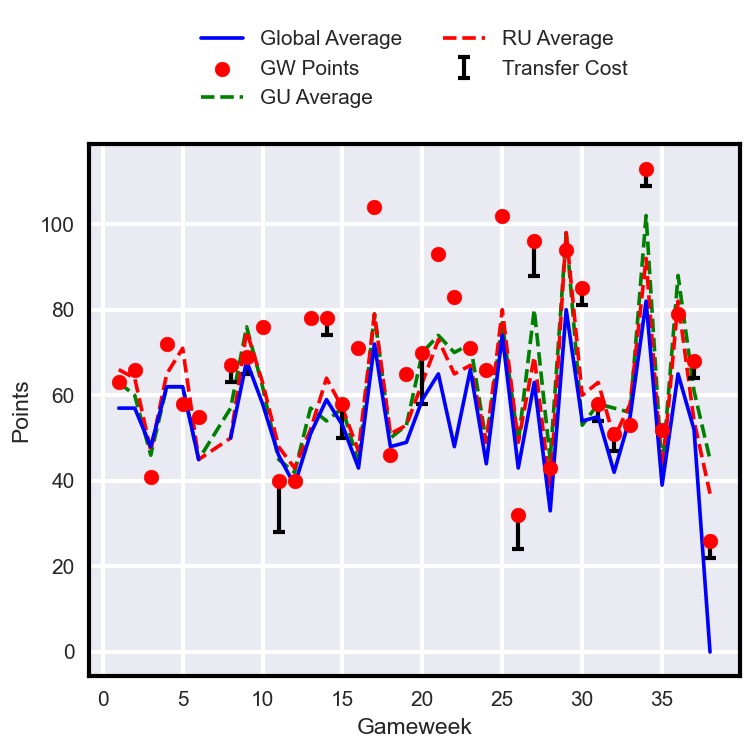 Global Average
GW Points
GU Average
RU Average
Transfer Cost
Points
100
80
60
40
20
0
0 5 10 15 20 25 30 35
Gameweek